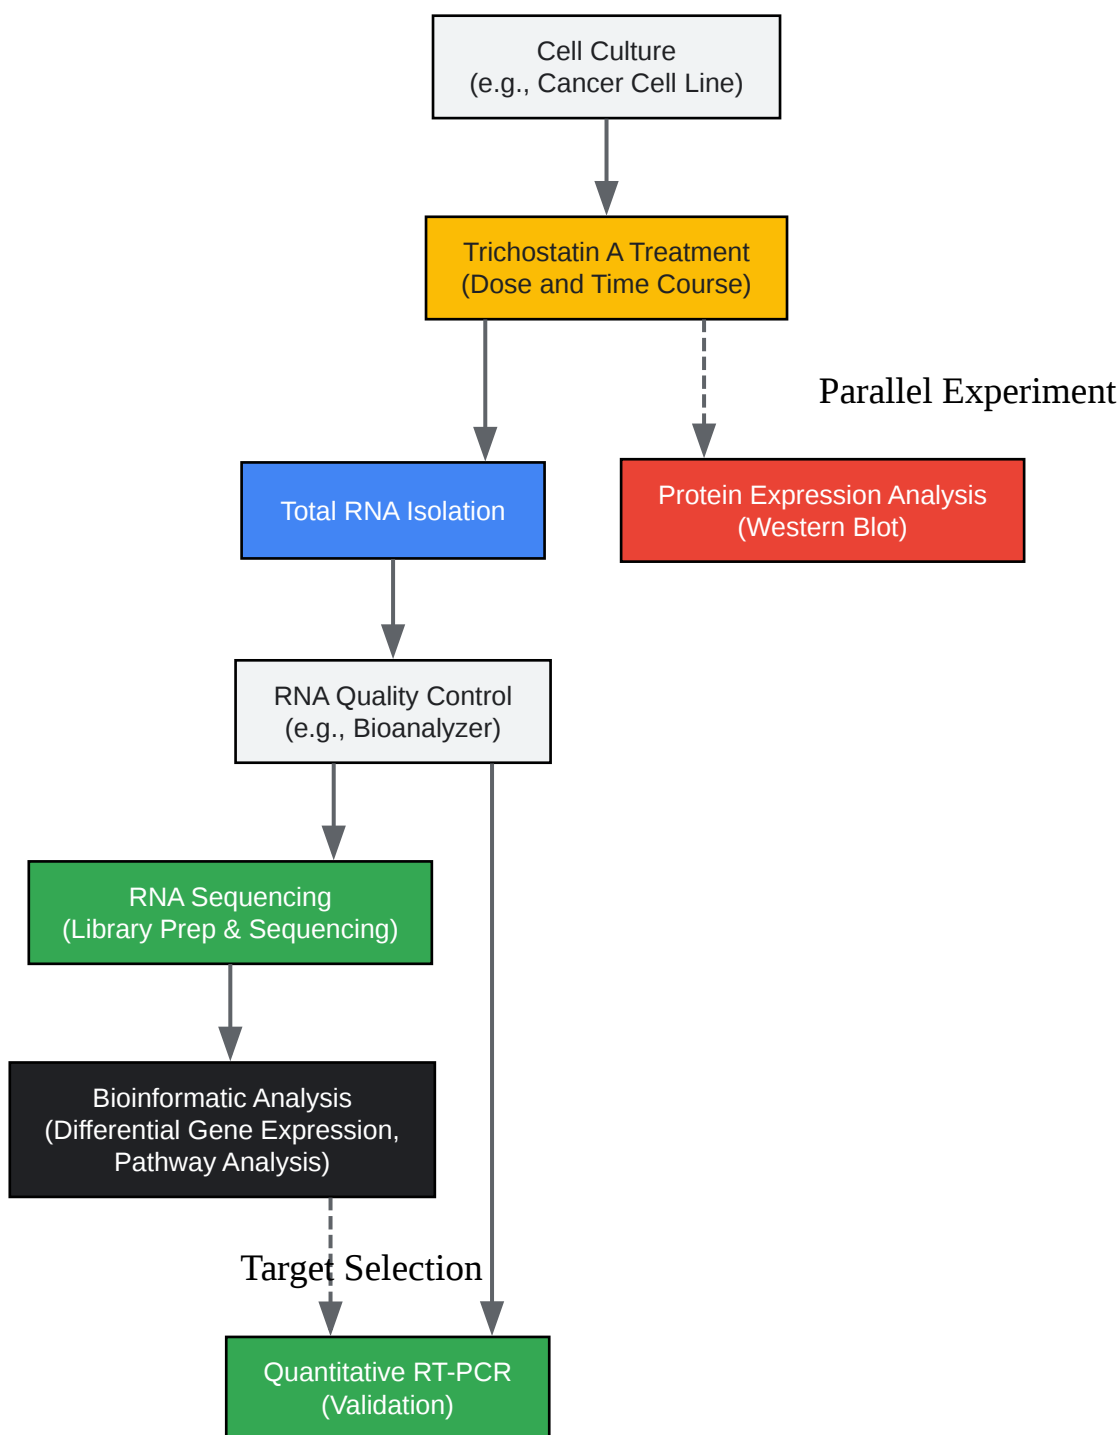 Cell Culture
(e.g., Cancer Cell Line)
Trichostatin A Treatment
(Dose and Time Course)
Parallel Experiment
Total RNA Isolation
Protein Expression Analysis
(Western Blot)
RNA Quality Control
(e.g., Bioanalyzer)
RNA Sequencing
(Library Prep & Sequencing)
Bioinformatic Analysis
(Differential Gene Expression,
Pathway Analysis)
Target Selection
Quantitative RT-PCR
(Validation)